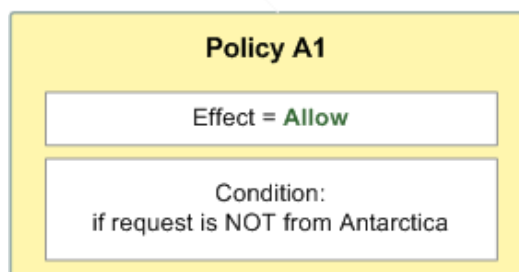 Policy A1
Effect = Allow
Condition:
if request is NOT from Antarctica